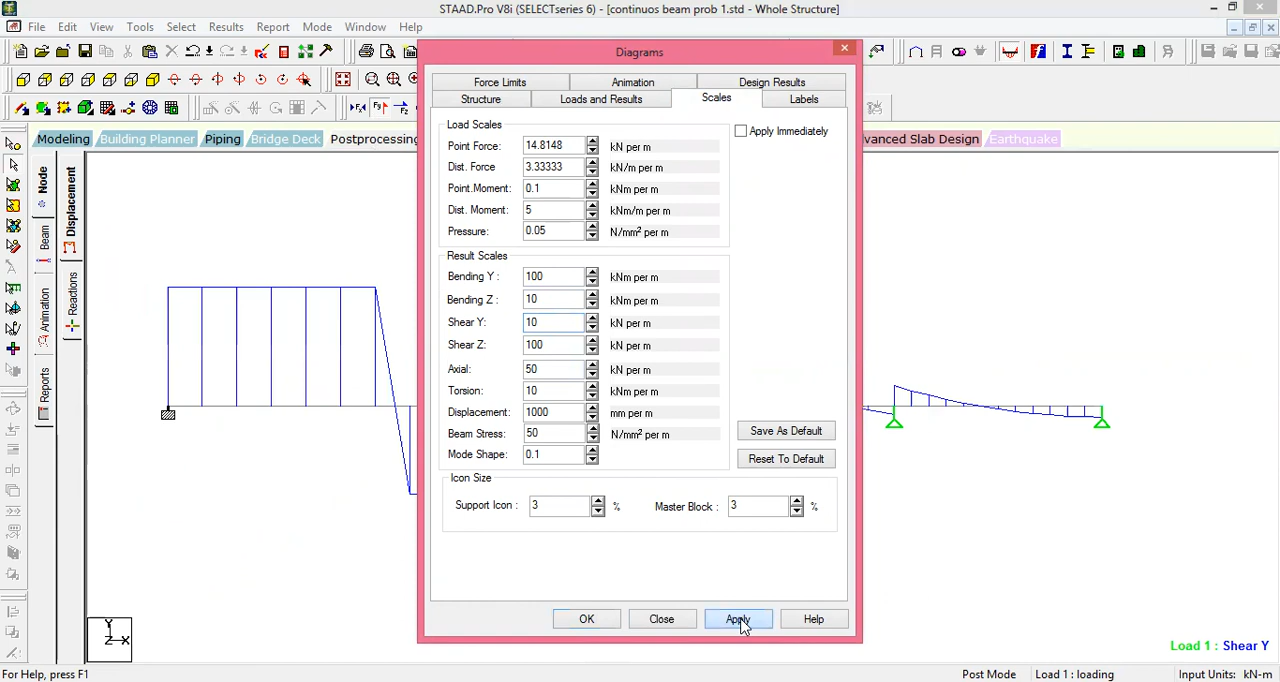 STAAD.Pro V8i (SELECTseries 6) - [continuos beam prob 1.std - Whole Structure]
File Edit View Tools Select Results Report Mode Window Help
Diagrams
Force Limits Animation Design Results
Structure Loads and Results Scales Labels
Modeling Building Planner Piping Bridge Deck Postprocessing vanced Slab Design Earthquake
Load Scales
Apply Immediately
Point Force: 14.8148 kN per m
Dist. Force 3.33333 kN/m per m
Point.Moment: 0.1 kNm per m
Dist. Moment: 5 kNm/m per m
Pressure: 0.05 N/mm² per m
Result Scales
Bending Y : 100 kNm per m
Bending Z : 10 kNm per m
Shear Y: 10 kN per m
Shear Z: 100 kN per m
Axial: 50 kN per m
Torsion: 10 kNm per m
Displacement: 1000 mm per m
Beam Stress: 50 N/mm² per m
Mode Shape: 0.1
Save As Default
Reset To Default
Icon Size
Support Icon : 3 % Master Block : 3 %
OK Close Apply Help
Node
Beam
Animation
Reports
Displacement
Reactions
Y
Z X
Load 1 : Shear Y
For Help, press F1 Post Mode Load 1 : loading Input Units: kN-m